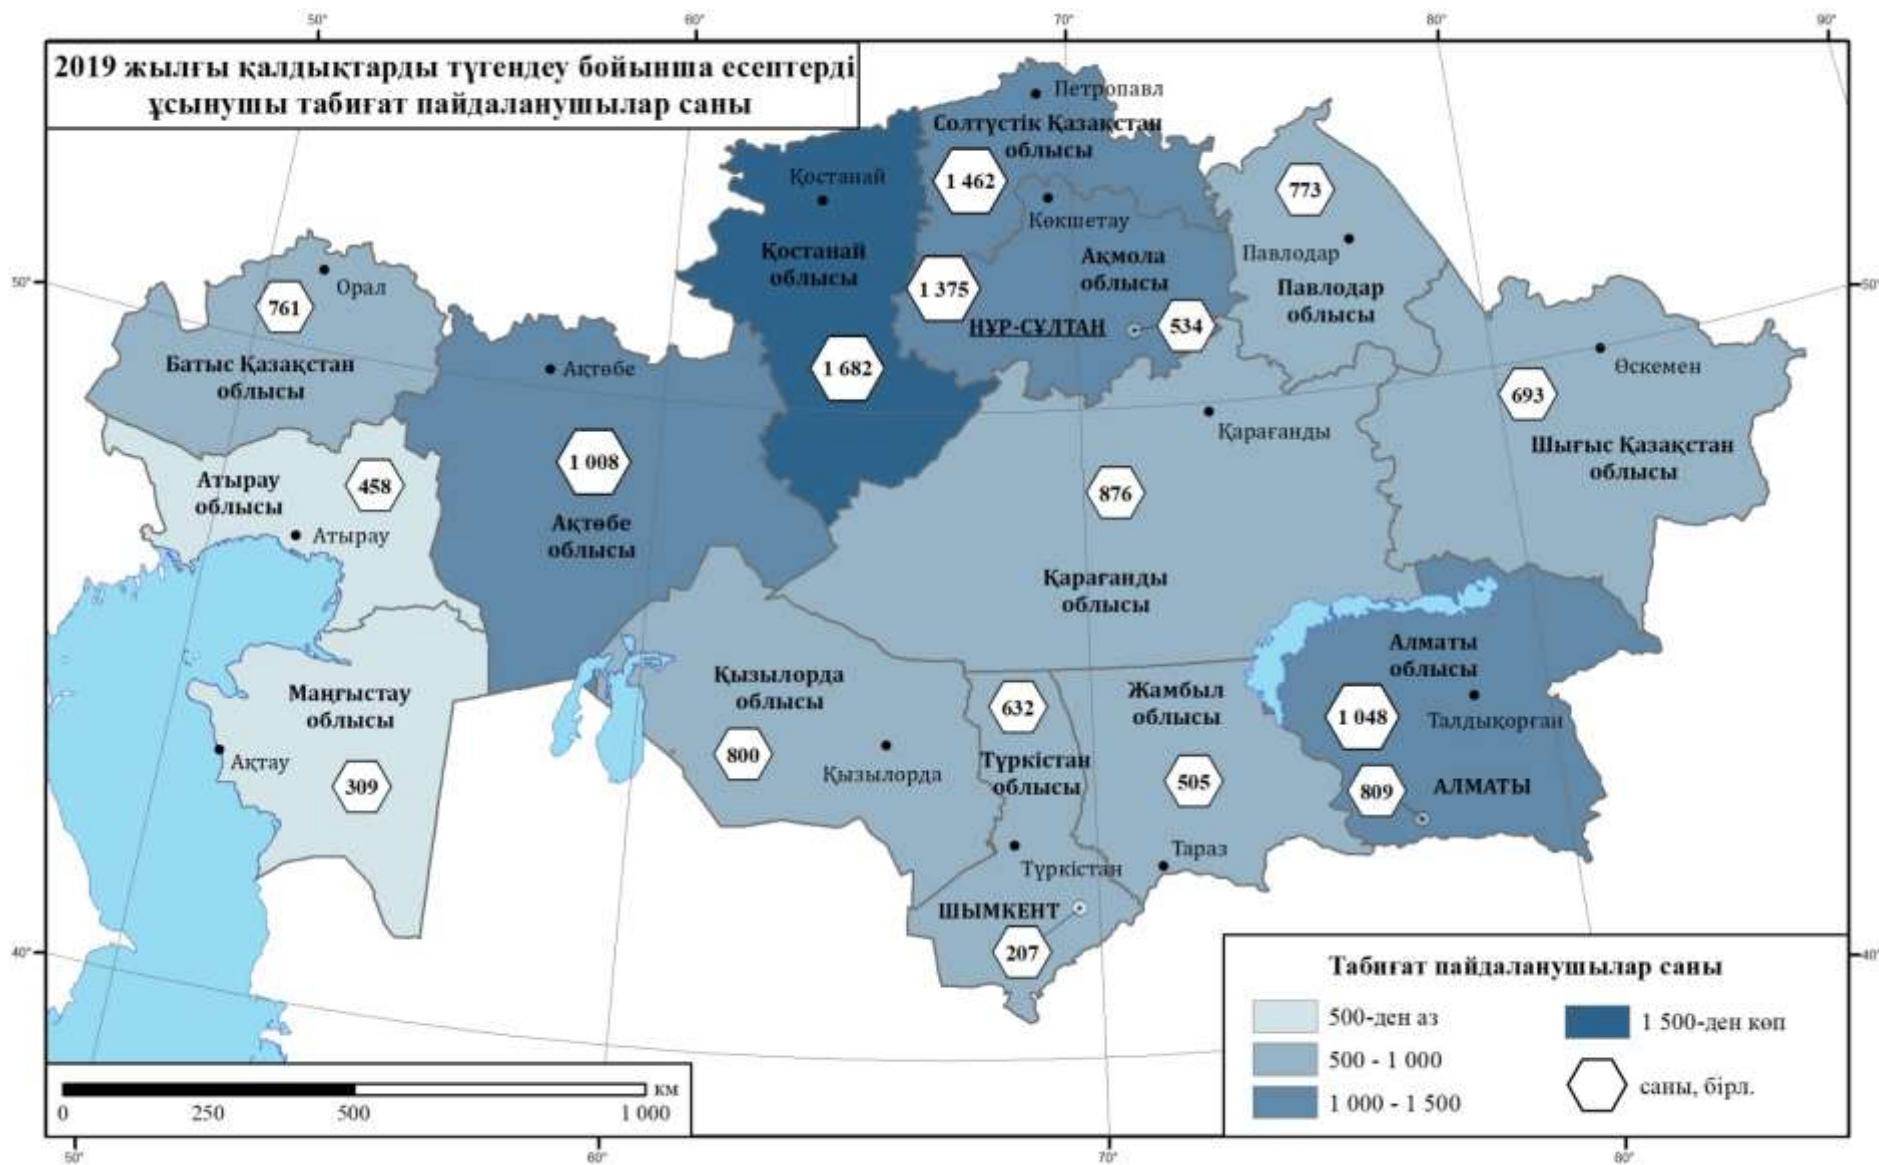 50°
60°
70°
80°
90°
2019 жылғы қалдықтарды түгендеу бойынша есептерді
ұсынушы табиғат пайдаланушылар саны
Петропавл
Солтүстік Қазақстан
облысы
1 462
Қостанай
773
Көкшетау
Қостанай
облысы
Ақмола
облысы
Павлодар
Павлодар
облысы
50°
50°
Орал
761
1 375
НҰР-СҰЛТАН
534
Батыс Қазақстан
облысы
Ақтөбе
1 682
Өскемен
693
Қарағанды
Шығыс Қазақстан
облысы
Атырау
облысы
458
1 008
876
Атырау
Ақтөбе
облысы
Қарағанды
облысы
Алматы
облысы
Маңғыстау
облысы
Қызылорда
облысы
632
Жамбыл
облысы
1 048
Талдықорған
Ақтау
309
800
Қызылорда
Түркістан
облысы
505
809
АЛМАТЫ
Түркістан
Тараз
ШЫМКЕНТ
207
40°
40°
Табиғат пайдаланушылар саны
500-ден аз
1 500-ден көп
500 - 1 000
саны, бірл.
1 000 - 1 500
км
0
250
500
1 000
50°
60°
70°
80°